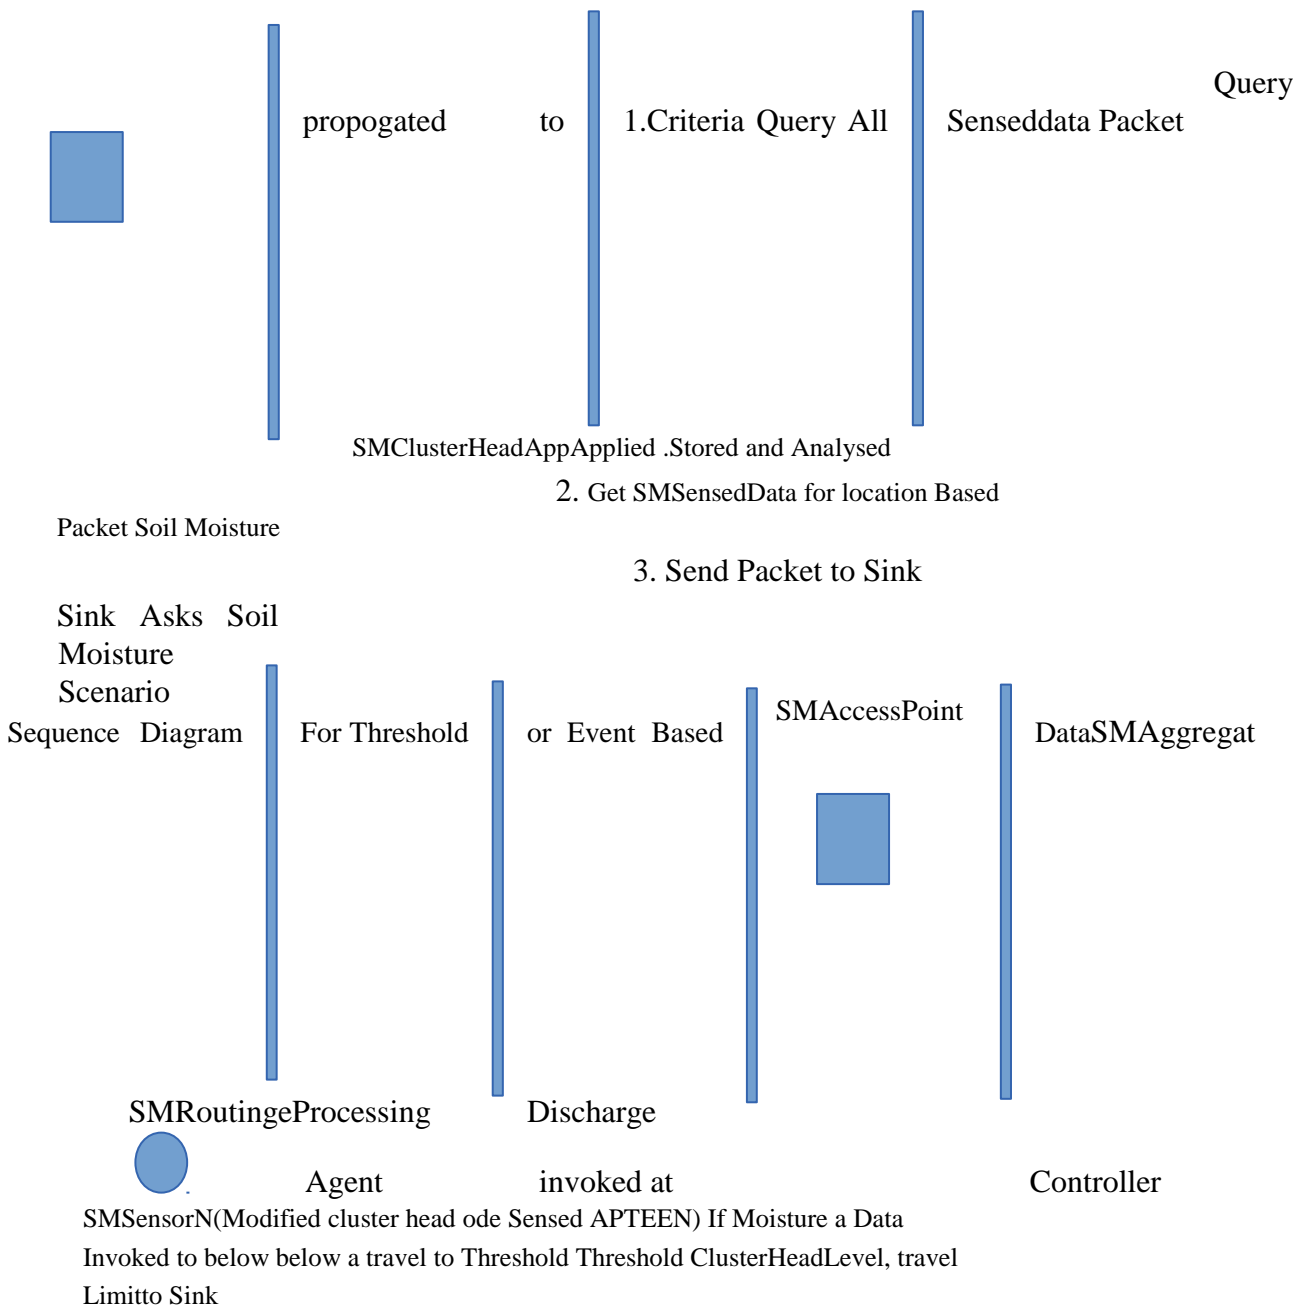 Query
propogated to 1.Criteria Query All Senseddata Packet
SMClusterHeadAppApplied .Stored and Analysed
2. Get SMSensedData for location Based
Packet Soil Moisture
3. Send Packet to Sink
Sink Asks Soil
Moisture
Scenario
SMAccessPoint
Sequence Diagram For Threshold or Event Based DataSMAggregat
SMRoutingeProcessing Discharge
Agent invoked at Controller
SMSensorN(Modified cluster head ode Sensed APTEEN) If Moisture a Data
Invoked to below below a travel to Threshold Threshold ClusterHeadLevel, travel
Limitto Sink